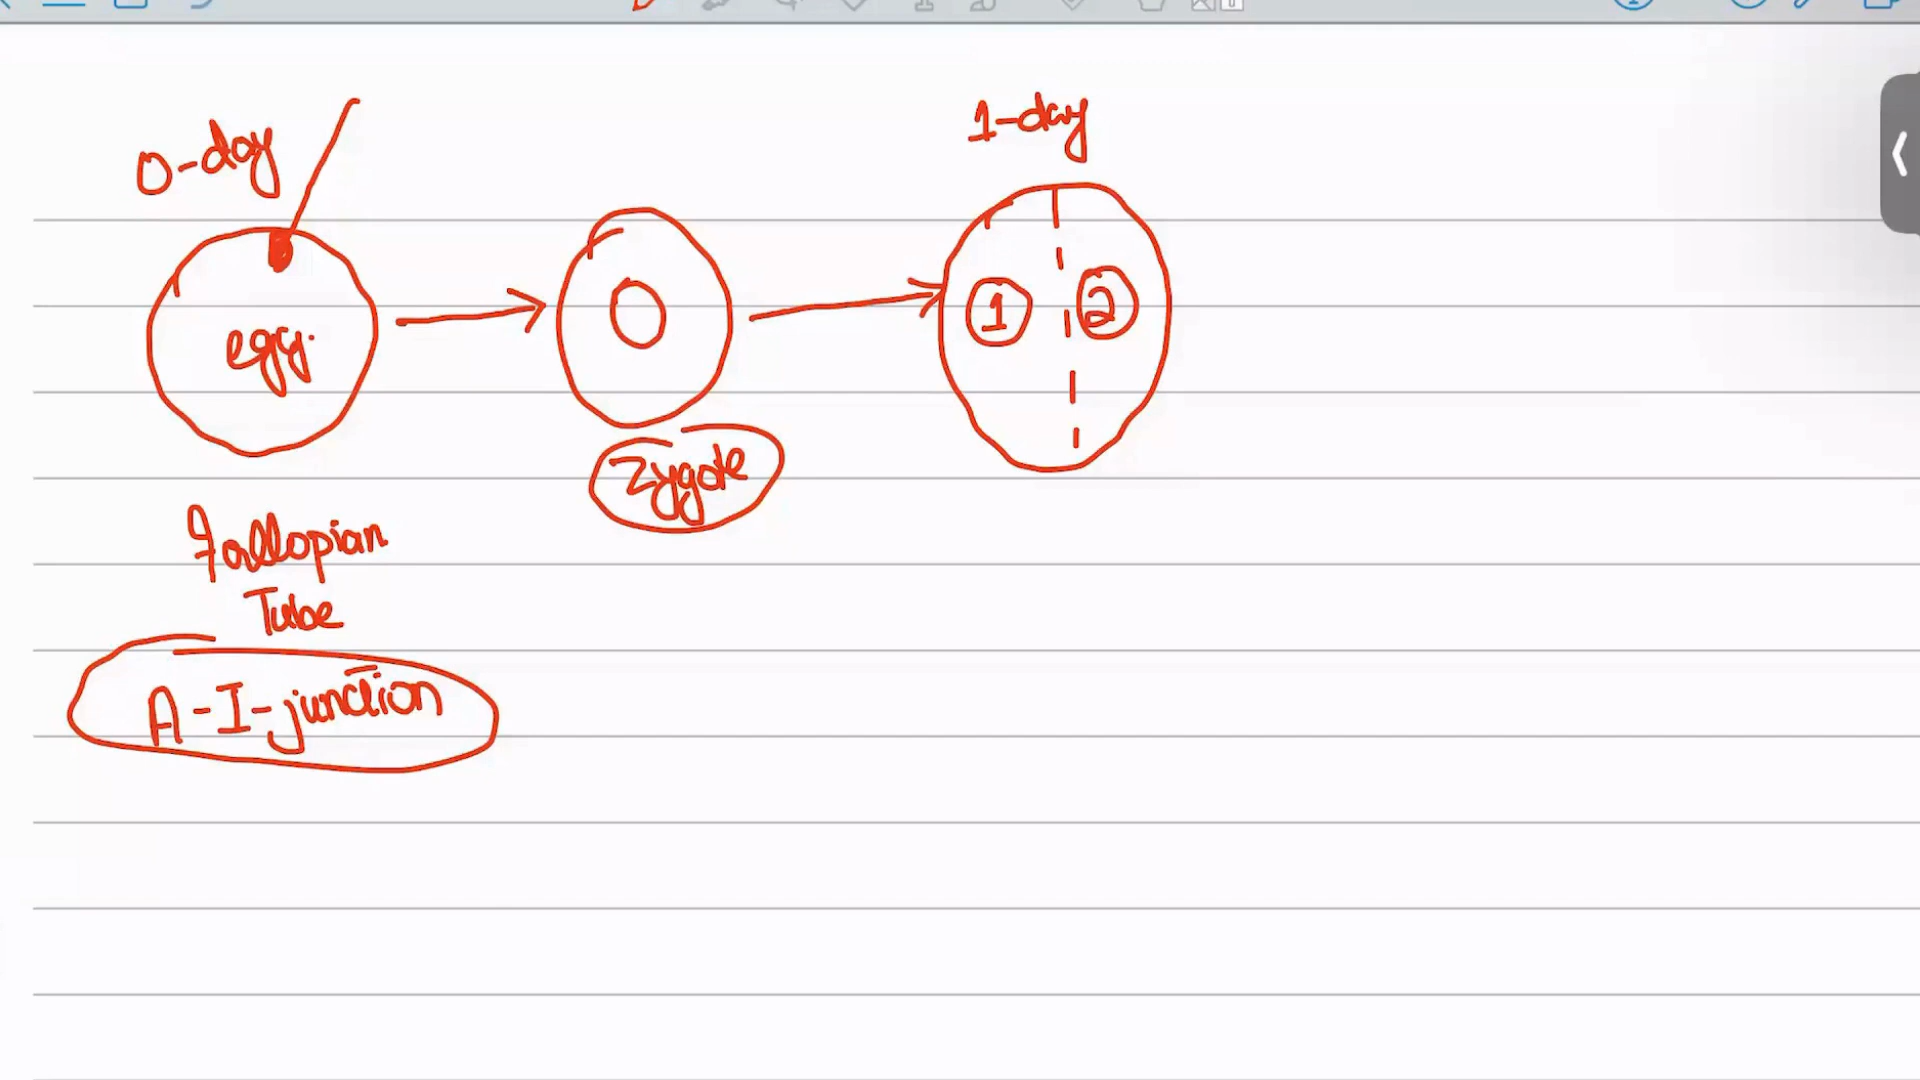 0-day
1-day
egg.
1
2
Zygote
Fallopian
Tube
A-I-junction